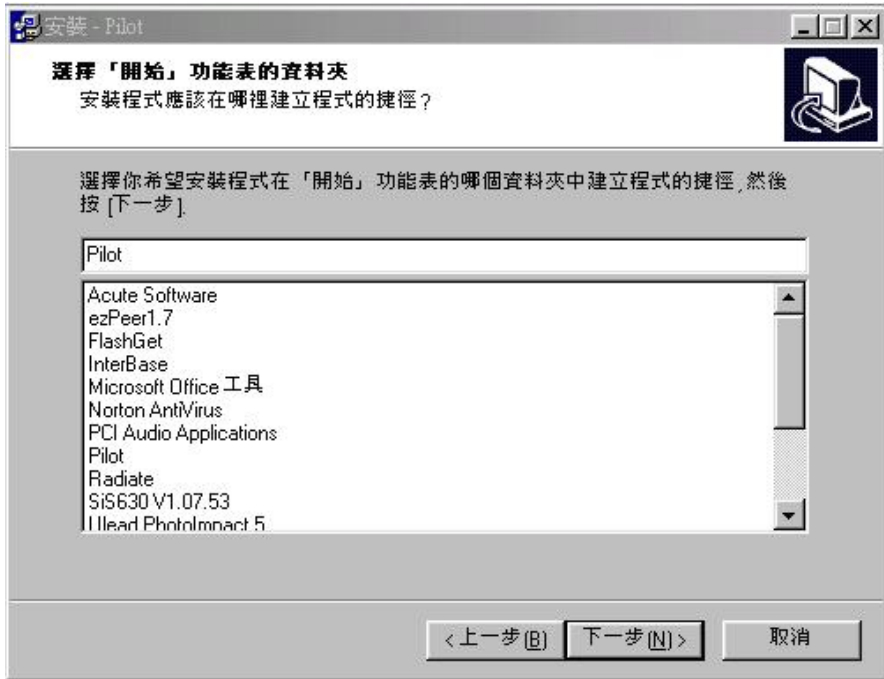 安裝 - Pilot
選擇「開始」功能表的資料夾
安裝程式應該在哪裡建立程式的捷徑?
選擇你希望安裝程式在「開始」功能表的哪個資料夾中建立程式的捷徑,然後
按 [下一步].
Pilot
Acute Software
ezPeer1.7
FlashGet
InterBase
Microsoft Office 工具
Norton AntiVirus
PCI Audio Applications
Pilot
Radiate
SiS630 V1.07.53
Ulead PhotoImpact 5
<上一步(B) 下一步(N)> 取消